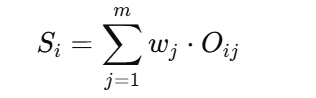 S_i = \sum_{j=1}^{m} w_j \cdot O_{ij}